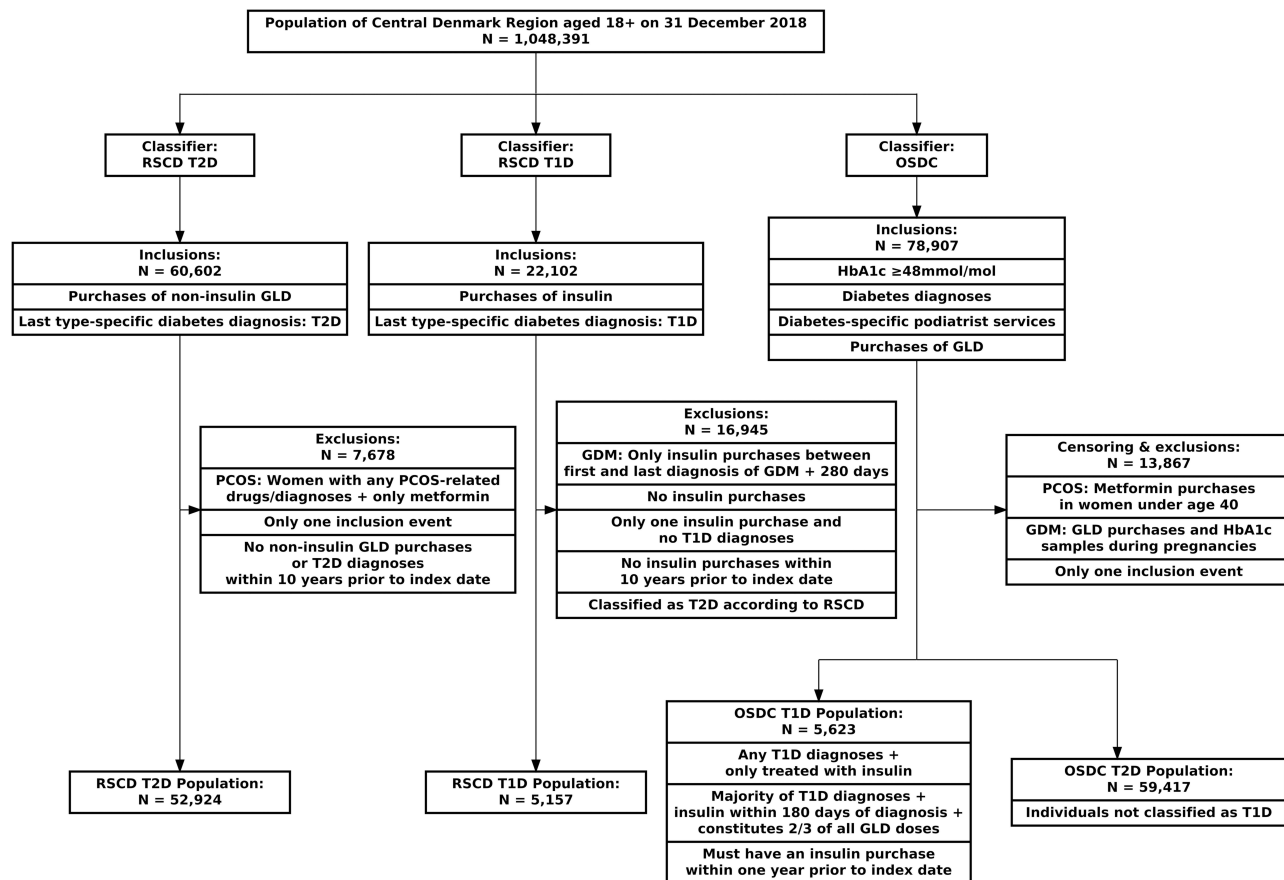 Population of Central Denmark Region aged 18+ on 31 December 2018
N = 1,048,391
Classifier:
RSCD T2D
Classifier:
RSCD T1D
Classifier:
OSDC
Inclusions:
N = 60,602
Purchases of non-insulin GLD
Last type-specific diabetes diagnosis: T2D
Inclusions:
N = 22,102
Purchases of insulin
Last type-specific diabetes diagnosis: T1D
Inclusions:
N = 78,907
HbA1c ≥48mmol/mol
Diabetes diagnoses
Diabetes-specific podiatrist services
Purchases of GLD
Exclusions:
N = 7,678
PCOS: Women with any PCOS-related
drugs/diagnoses + only metformin
Only one inclusion event
No non-insulin GLD purchases
or T2D diagnoses
within 10 years prior to index date
Exclusions:
N = 16,945
GDM: Only insulin purchases between
first and last diagnosis of GDM + 280 days
No insulin purchases
Only one insulin purchase and
no T1D diagnoses
No insulin purchases within
10 years prior to index date
Classified as T2D according to RSCD
Censoring & exclusions:
N = 13,867
PCOS: Metformin purchases
in women under age 40
GDM: GLD purchases and HbA1c
samples during pregnancies
Only one inclusion event
RSCD T2D Population:
N = 52,924
RSCD T1D Population:
N = 5,157
OSDC T1D Population:
N = 5,623
Any T1D diagnoses +
only treated with insulin
Majority of T1D diagnoses +
insulin within 180 days of diagnosis +
constitutes 2/3 of all GLD doses
Must have an insulin purchase
within one year prior to index date
OSDC T2D Population:
N = 59,417
Individuals not classified as T1D